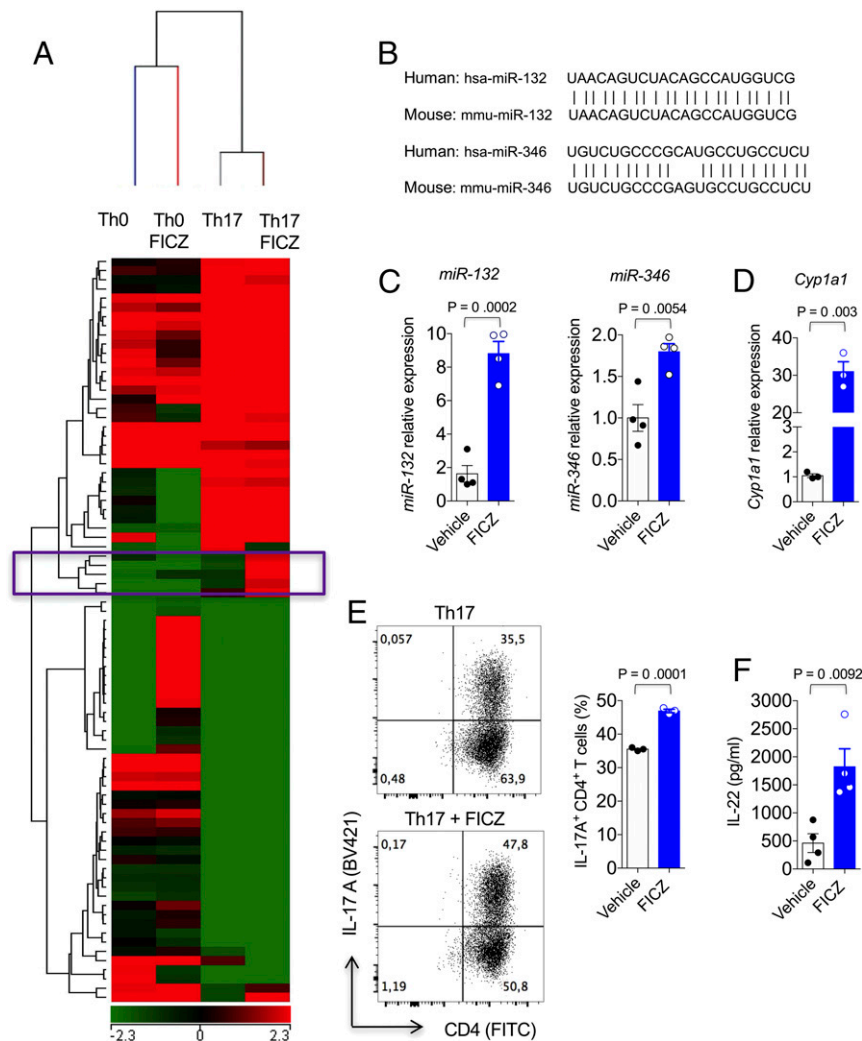 A
Th0
Th0
FICZ
Th17
Th17
FICZ
-2.3
0
2.3
B
Human: hsa-miR-132 UAACAGUCUACAGCCAUGGUCG
Mouse: mmu-miR-132 UAACAGUCUACAGCCAUGGUCG
Human: hsa-miR-346 UGUCUGCCCGCAUGCCUGCCUCU
Mouse: mmu-miR-346 UGUCUGCCCGAGUGCCUGCCUCU
C
miR-132
P = 0 .0002
miR-132 relative expression
10
8
6
4
2
0
Vehicle
FICZ
miR-346
P = 0 .0054
miR-346 relative expression
2.0
1.5
1.0
0.5
0.0
Vehicle
FICZ
D
Cyp1a1
P = 0 .003
Cyp1a1 relative expression
40
30
20
3
2
1
0
Vehicle
FICZ
E
Th17
0,057
35,5
0,48
63,9
Th17 + FICZ
0,17
47,8
1,19
50,8
IL-17 A (BV421)
CD4 (FITC)
P = 0 .0001
IL-17A+ CD4+ T cells (%)
50
40
30
20
10
0
Vehicle
FICZ
F
P = 0 .0092
IL-22 (pg/ml)
3000
2500
2000
1500
1000
500
0
Vehicle
FICZ